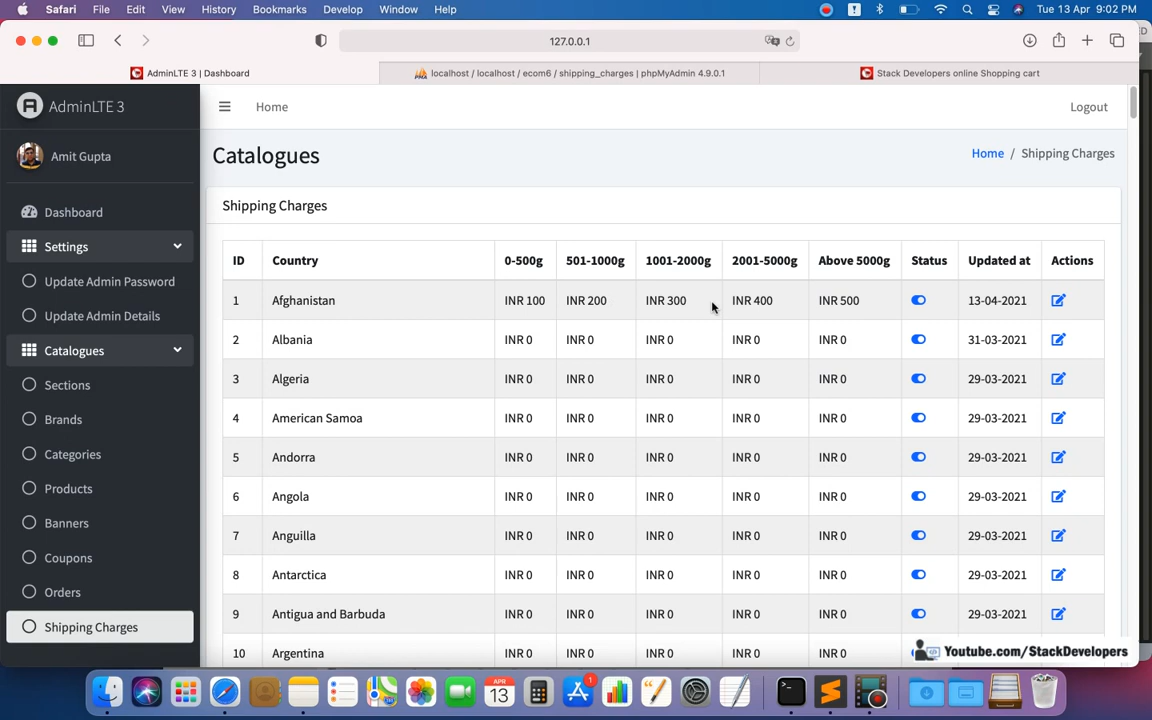 Safari File Edit View History Bookmarks Develop Window Help Tue 13 Apr 9:02 PM
127.0.0.1
AdminLTE 3 | Dashboard localhost / localhost / ecom6 / shipping_charges | phpMyAdmin 4.9.0.1 Stack Developers online Shopping cart
AdminLTE 3 Home Logout
Catalogues Home / Shipping Charges
Amit Gupta
Shipping Charges
Dashboard
Settings
Update Admin Password
Update Admin Details
Catalogues
Sections
Brands
Categories
Products
Banners
Coupons
Orders
Shipping Charges
ID Country 0-500g 501-1000g 1001-2000g 2001-5000g Above 5000g Status Updated at Actions
1 Afghanistan INR 100 INR 200 INR 300 INR 400 INR 500 13-04-2021
2 Albania INR 0 INR 0 INR 0 INR 0 INR 0 31-03-2021
3 Algeria INR 0 INR 0 INR 0 INR 0 INR 0 29-03-2021
4 American Samoa INR 0 INR 0 INR 0 INR 0 INR 0 29-03-2021
5 Andorra INR 0 INR 0 INR 0 INR 0 INR 0 29-03-2021
6 Angola INR 0 INR 0 INR 0 INR 0 INR 0 29-03-2021
7 Anguilla INR 0 INR 0 INR 0 INR 0 INR 0 29-03-2021
8 Antarctica INR 0 INR 0 INR 0 INR 0 INR 0 29-03-2021
9 Antigua and Barbuda INR 0 INR 0 INR 0 INR 0 INR 0 29-03-2021
10 Argentina INR 0 INR 0 INR 0 INR 0 INR 0
Youtube.com/StackDevelopers
APR
13
1